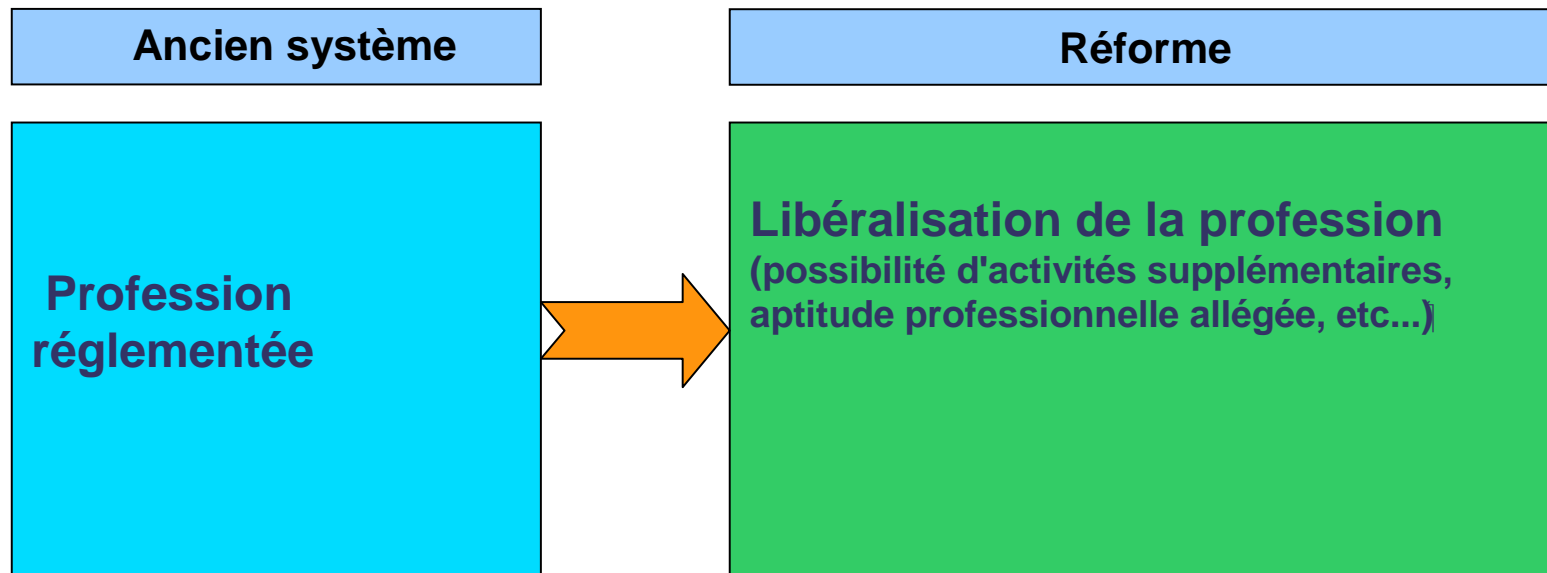 Ancien système
Réforme
Profession
réglementée
Libéralisation de la profession
(possibilité d'activités supplémentaires,
aptitude professionnelle allégée, etc...)